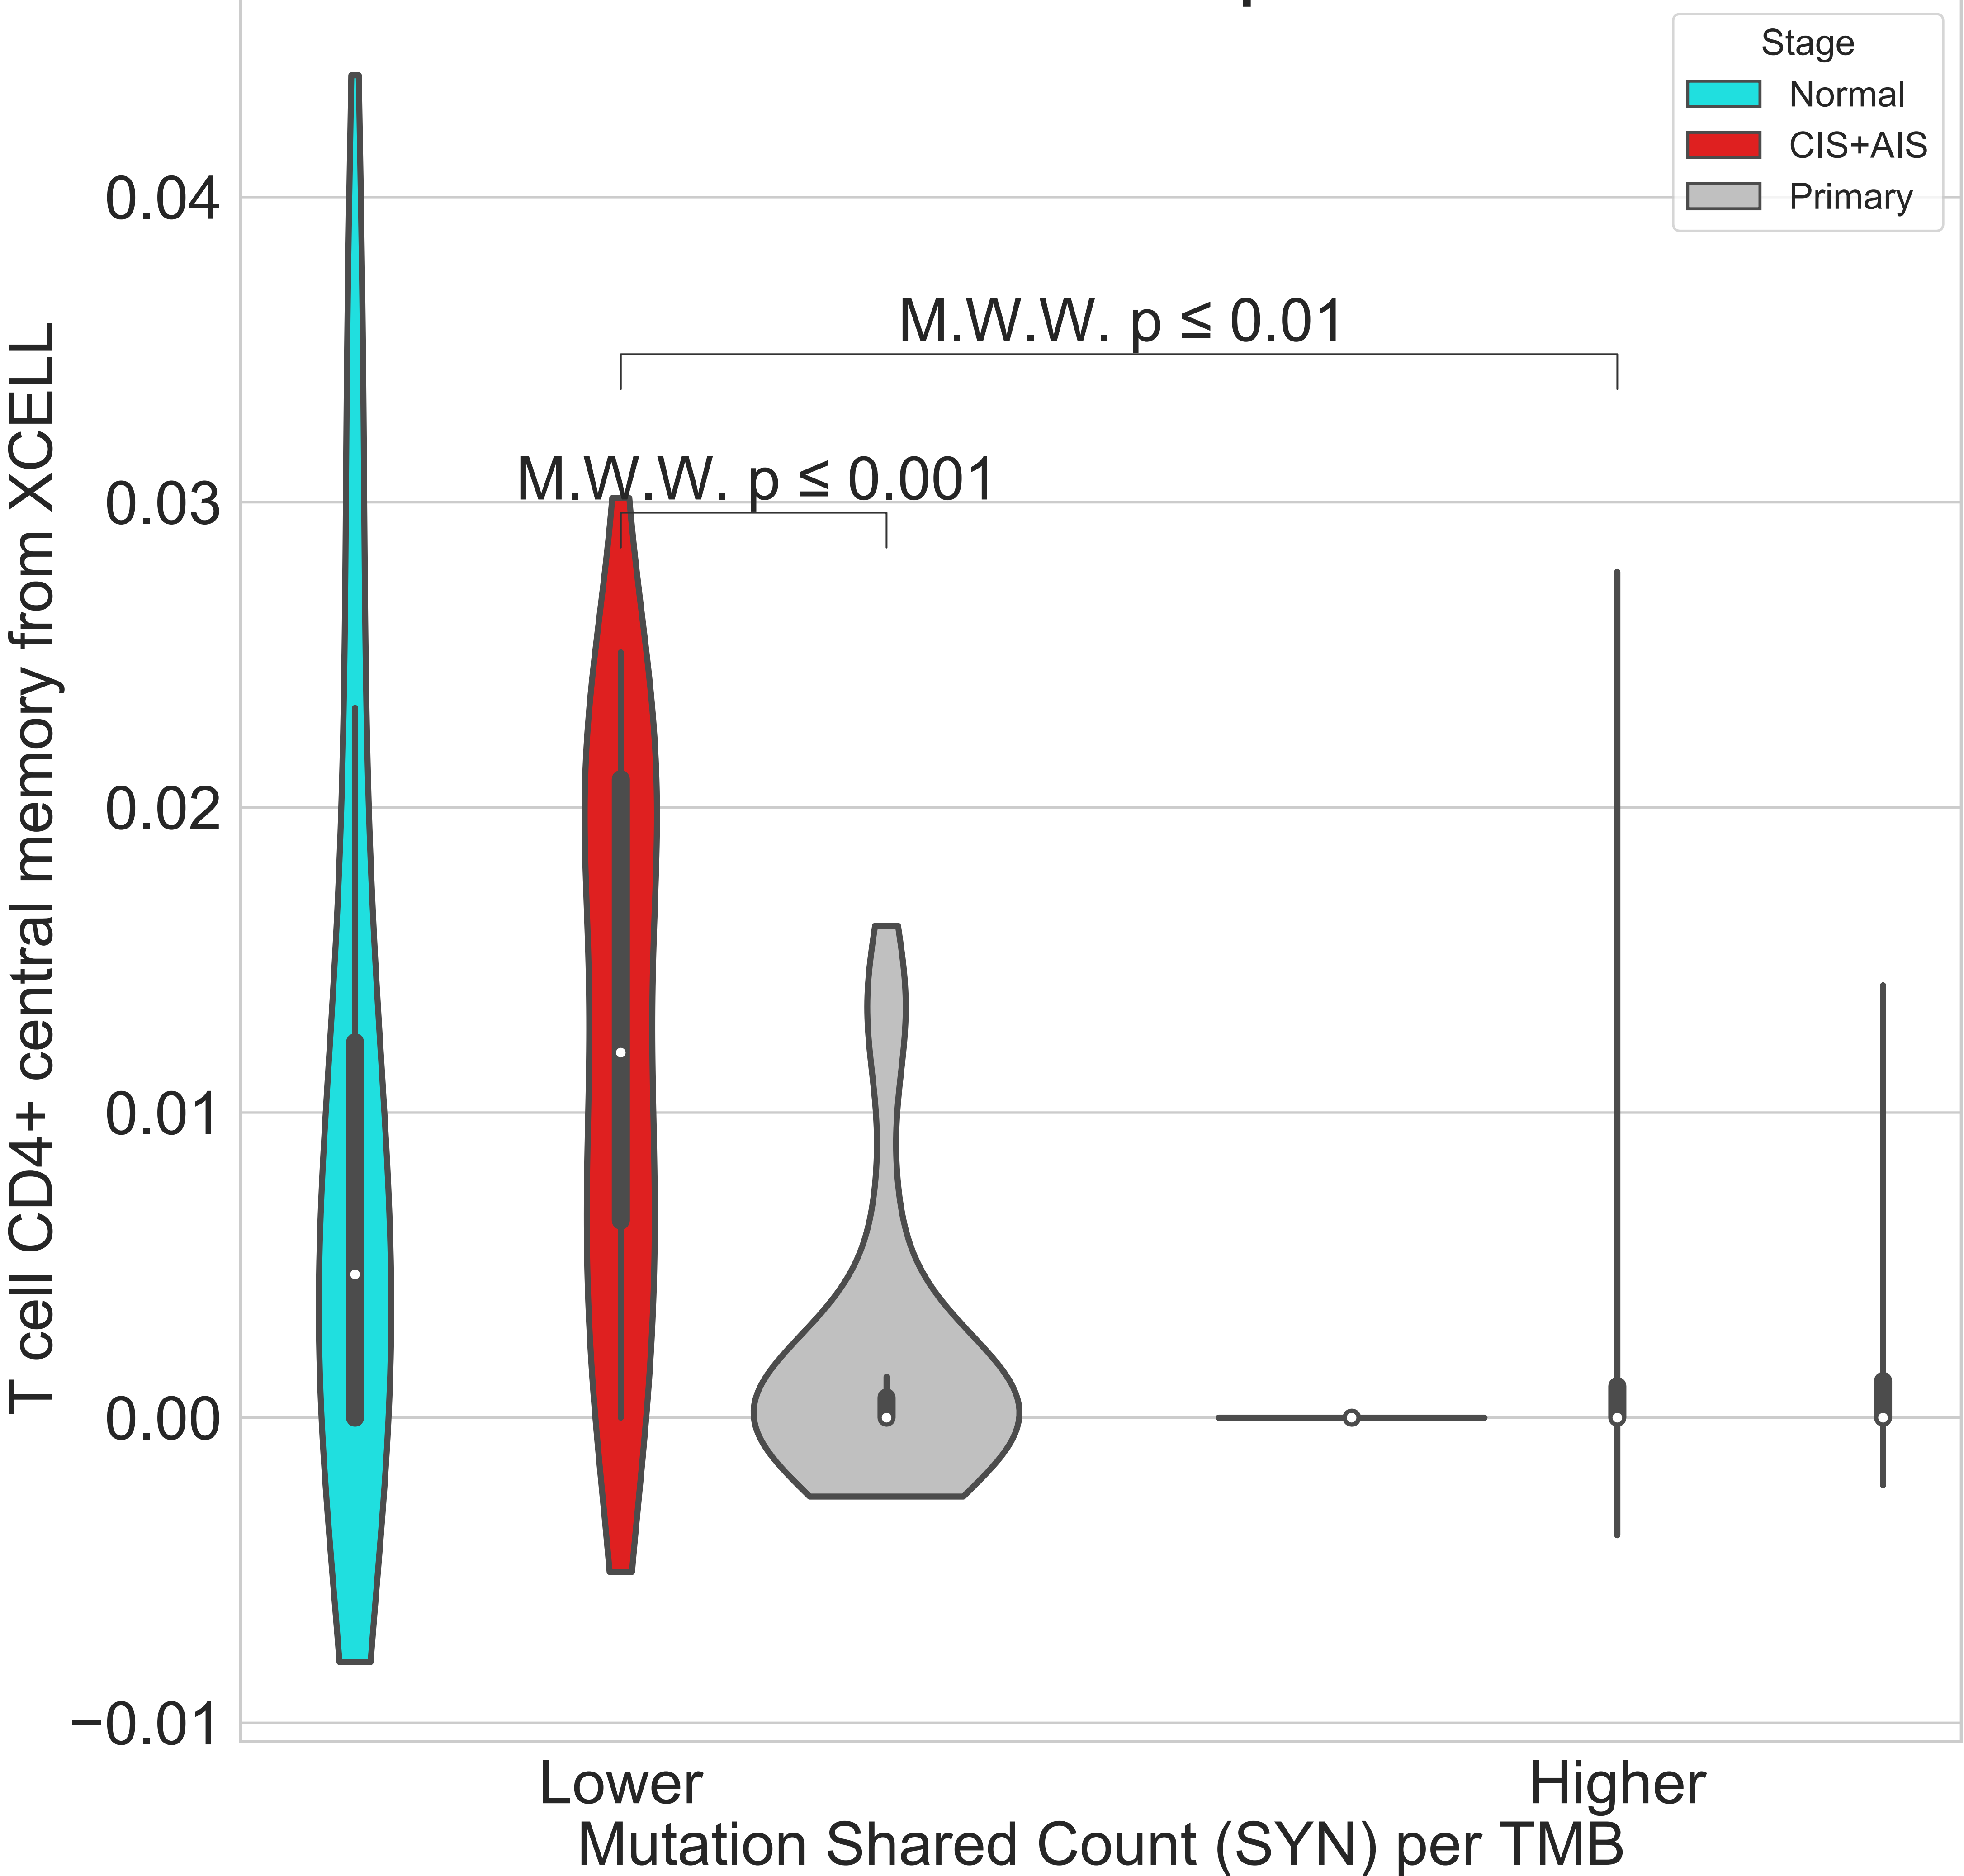 Stage
Normal
CIS+AIS
Primary
0.04
0.03
0.02
0.01
0.00
−0.01
T cell CD4+ central memory from XCELL
M.W.W. p ≤ 0.01
M.W.W. p ≤ 0.001
Lower
Higher
Mutation Shared Count (SYN) per TMB